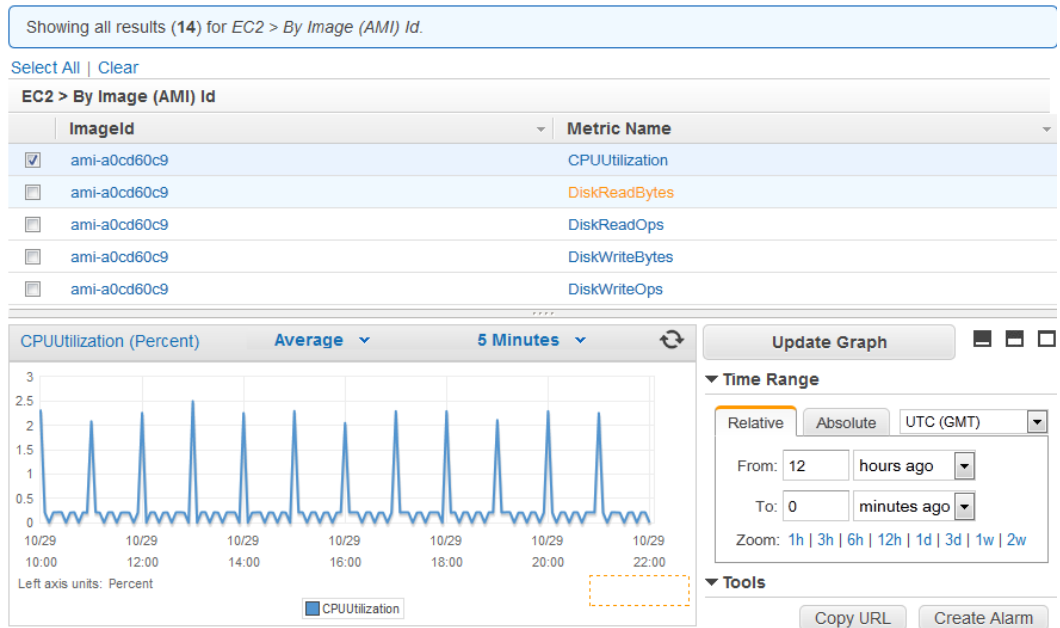 Showing all results (14) for EC2 > By Image (AMI) Id.
Select All | Clear
EC2 > By Image (AMI) Id
ImageId Metric Name
ami-a0cd60c9 CPUUtilization
ami-a0cd60c9 DiskReadBytes
ami-a0cd60c9 DiskReadOps
ami-a0cd60c9 DiskWriteBytes
ami-a0cd60c9 DiskWriteOps
CPUUtilization (Percent) Average 5 Minutes
3
2.5
2
1.5
1
0.5
0
10/29 10/29 10/29 10/29 10/29 10/29 10/29
10:00 12:00 14:00 16:00 18:00 20:00 22:00
Left axis units: Percent
CPUUtilization
Update Graph
Time Range
Relative Absolute UTC (GMT)
From: 12 hours ago
To: 0 minutes ago
Zoom: 1h | 3h | 6h | 12h | 1d | 3d | 1w | 2w
Tools
Copy URL Create Alarm